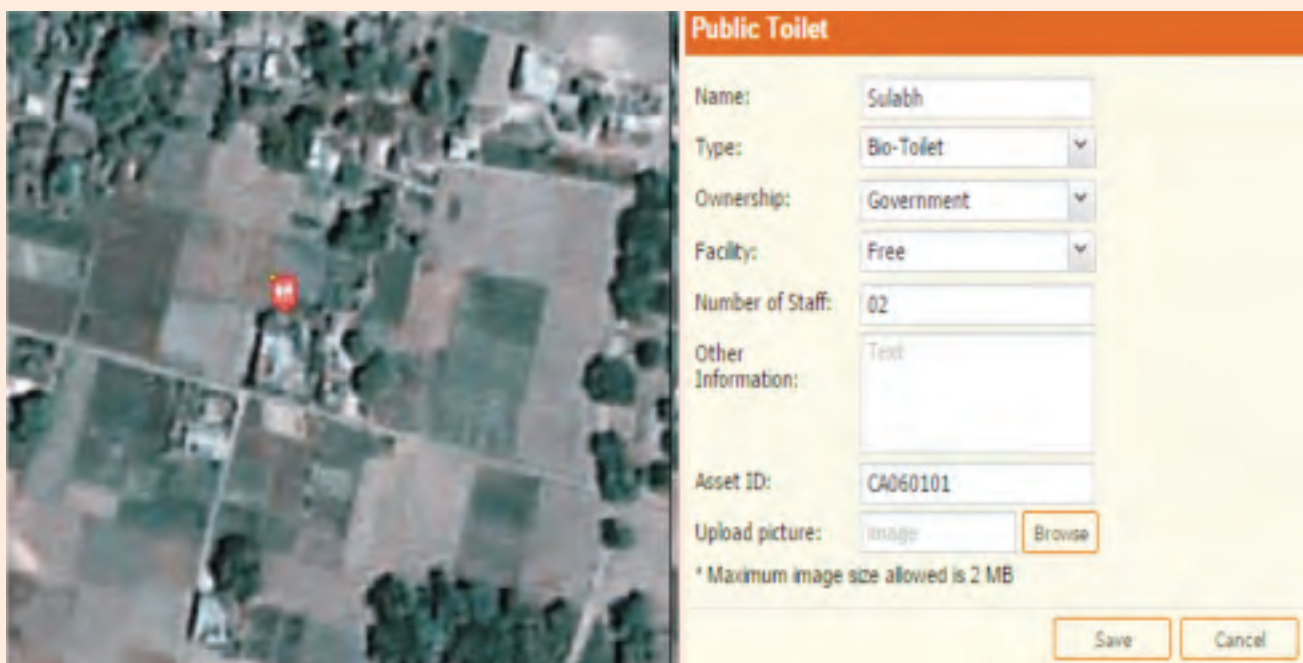 Public Toilet
Name: Sulabh
Type: Bio-Toilet
Ownership: Government
Facility: Free
Number of Staff: 02
Other Information: Text
Asset ID: CA060101
Upload picture: image Browse
* Maximum image size allowed is 2 MB
Save Cancel